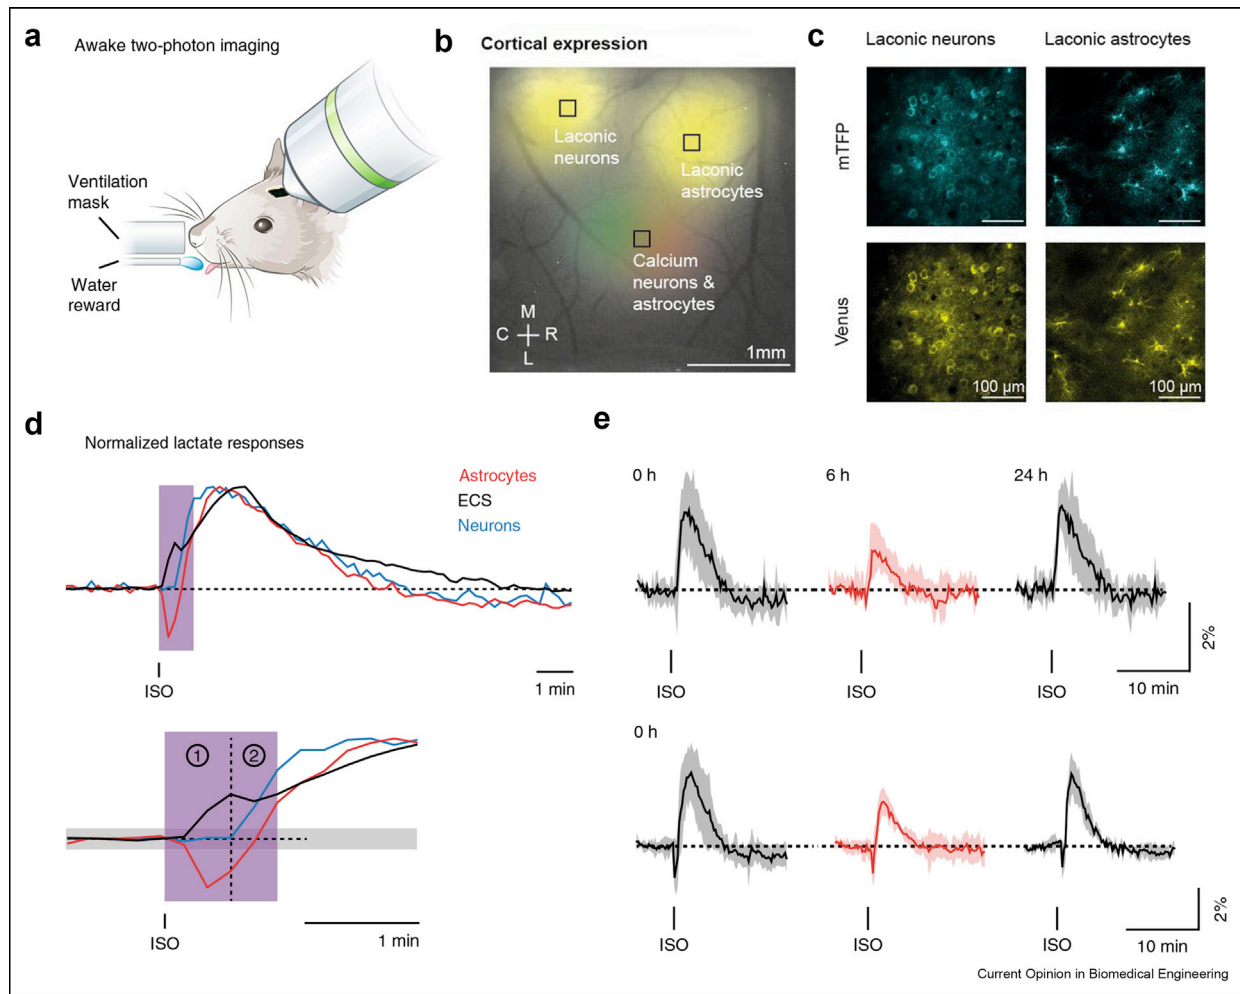 a
Awake two-photon imaging
Ventilation
mask
Water
reward
b
Cortical expression
Laconic
neurons
Laconic
astrocytes
Calcium
neurons &
astrocytes
M
C
R
L
1mm
c
Laconic neurons
Laconic astrocytes
mTFP
Venus
100 µm
100 µm
d
Normalized lactate responses
Astrocytes
ECS
Neurons
ISO
1 min
1
2
ISO
1 min
e
0 h
6 h
24 h
ISO
ISO
ISO
10 min
2%
0 h
ISO
ISO
ISO
10 min
2%
Current Opinion in Biomedical Engineering